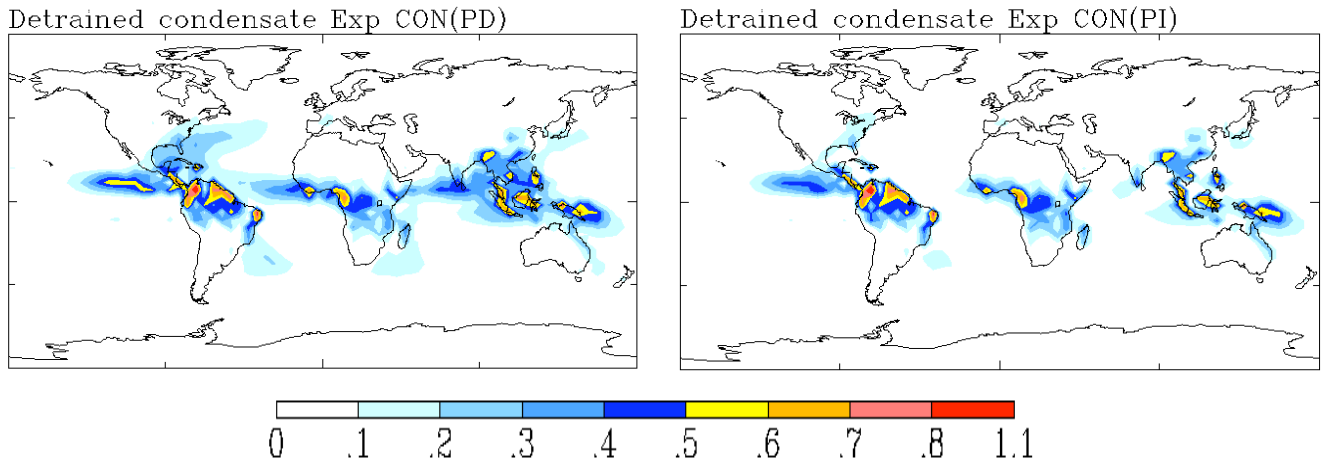 Detrained condensate Exp CON(PD)
Detrained condensate Exp CON(PI)
0 .1 .2 .3 .4 .5 .6 .7 .8 1.1